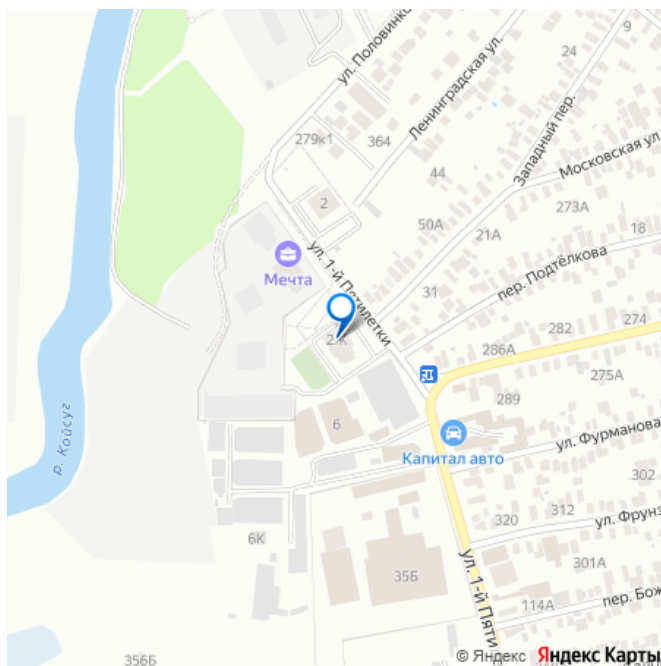 ул. Половинко
9
24
Ленинградская ул.
Западный пер.
279к1
364
44
Московская ул
2
273А
50А
21А
18
ул. 1-й Пятилетки
Мечта
пер. Подтёлкова
31
282
274
286А
275А
289
6
ул. Фурманова
р. Койсуг
Капитал авто
302
312
320
ул. Фрунз
6К
301А
35Б
ул. 1-й Пяти
114А
пер. Бож
356Б
© Яндекс Яндекс Карты